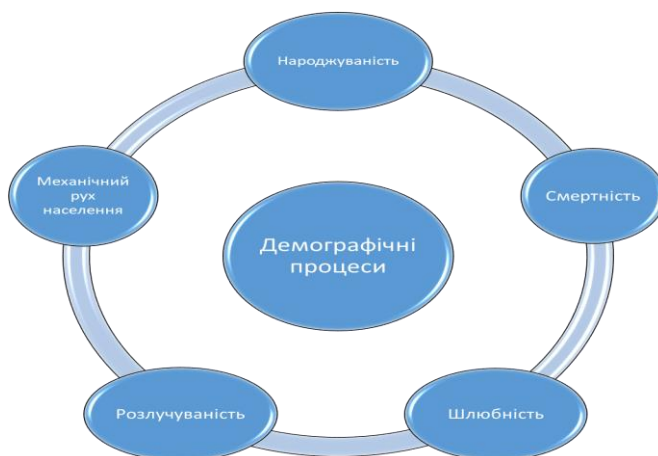 Народжуваність
Механічний
рух
населення
Смертність
Демографічні
процеси
Розлучуваність
Шлюбність